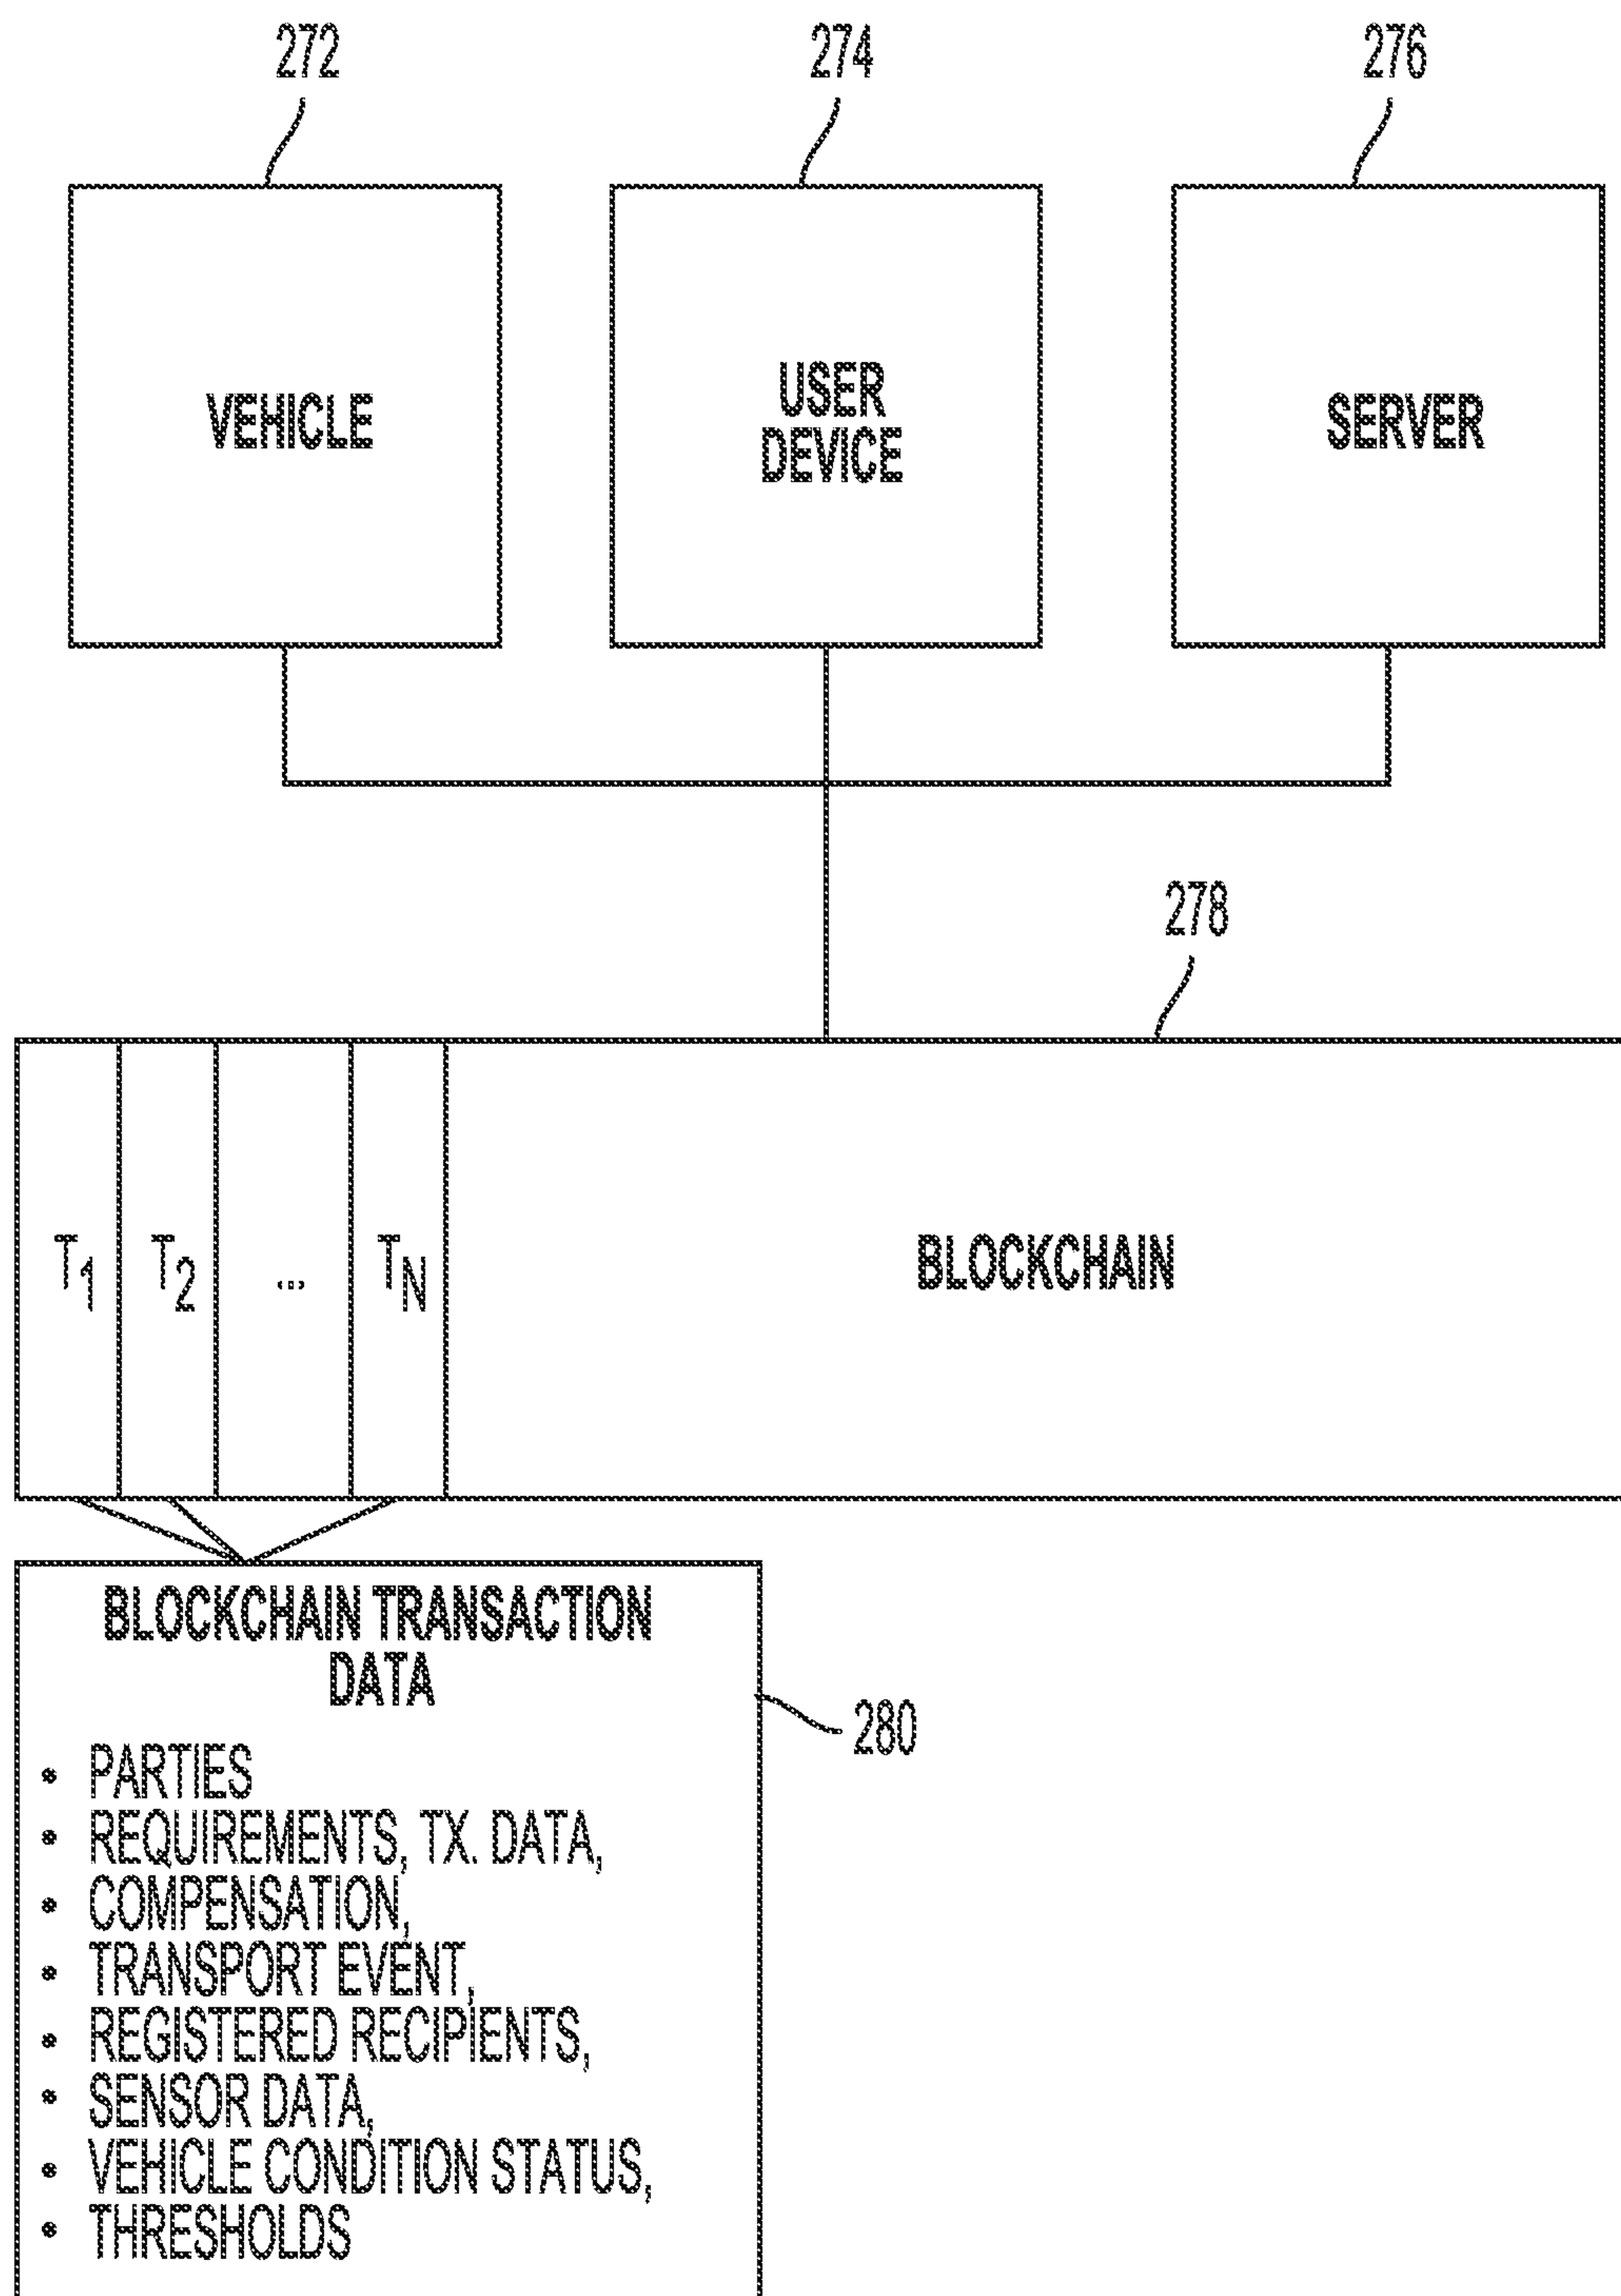 272
274
276
VEHICLE
USER
DEVICE
SERVER
278
T1
T2
...
TN
BLOCKCHAIN
BLOCKCHAIN TRANSACTION
DATA
280
• PARTIES
• REQUIREMENTS, TX. DATA,
• COMPENSATION,
• TRANSPORT EVENT,
• REGISTERED RECIPIENTS,
• SENSOR DATA,
• VEHICLE CONDITION STATUS,
• THRESHOLDS